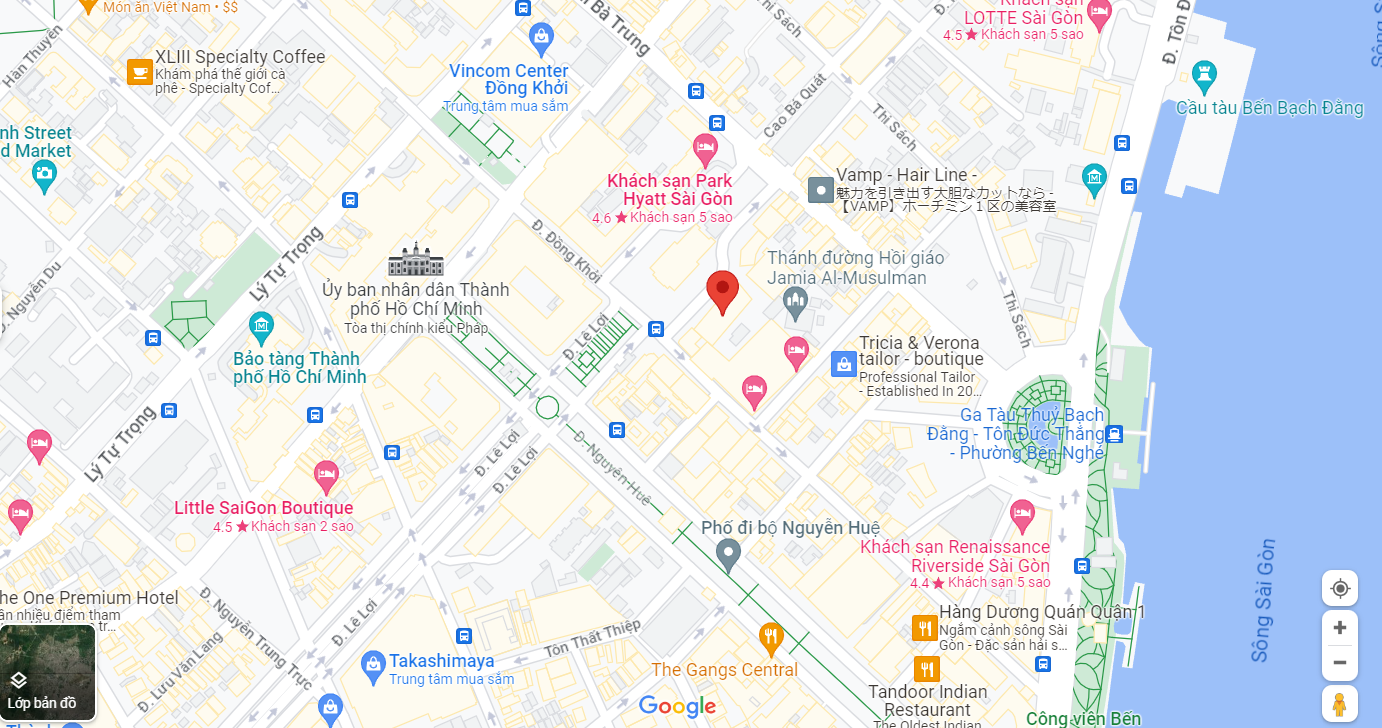 Món ăn Việt Nam • $$
Bà Trưng
Khách sạn
LOTTE Sài Gòn
4.5 ★ Khách sạn 5 sao
Đ. Tôn Đ
Sông S
Hàn Thuyên
XLIII Specialty Coffee
Khám phá thế giới cà
phê - Specialty Cof...
Sách
Vincom Center
Đồng Khởi
Trung tâm mua sắm
Cao Bá Quát
Thi Sách
Cầu tàu Bến Bạch Đằng
nh Street
d Market
Khách sạn Park
Hyatt Sài Gòn
4.6 ★ Khách sạn 5 sao
Vamp - Hair Line -
魅力を引き出す大胆なカットなら -
【VAMP】ホーチミン１区の美容室
Đ. Nguyễn Du
Lý Tự Trọng
Đ. Đồng Khởi
Ủy ban nhân dân Thành
phố Hồ Chí Minh
Tòa thị chính kiểu Pháp
Thánh đường Hồi giáo
Jamia Al-Musulman
Thi Sách
Đ. Lê Lợi
Bảo tàng Thành
phố Hồ Chí Minh
Tricia & Verona
tailor - boutique
Professional Tailor
- Established In 20...
Ga Tàu Thuỷ Bạch
Đằng - Tôn Đức Thắng
- Phường Bến Nghé
Lý Tự Trọng
Đ. Lê Lợi
Đ. Lê Lợi
Đ. Nguyễn Huệ
Little SaiGon Boutique
4.5 ★ Khách sạn 2 sao
Phố đi bộ Nguyễn Huệ
Khách sạn Renaissance
Riverside Sài Gòn
4.4 ★ Khách sạn 5 sao
Sông Sài Gòn
he One Premium Hotel
ần nhiều điểm tham
tr...
Đ. Nguyễn Trung Trực
Đ. Lê Lợi
Đ. Lưu Văn Lang
Tôn Thất Thiệp
Hàng Dương Quán Quận 1
Ngắm cảnh sông Sài
Gòn - Đặc sản hải s...
Takashimaya
Trung tâm mua sắm
The Gangs Central
Tandoor Indian
Restaurant
The Oldest Indian
Lớp bản đồ
Google
Công viên Bến